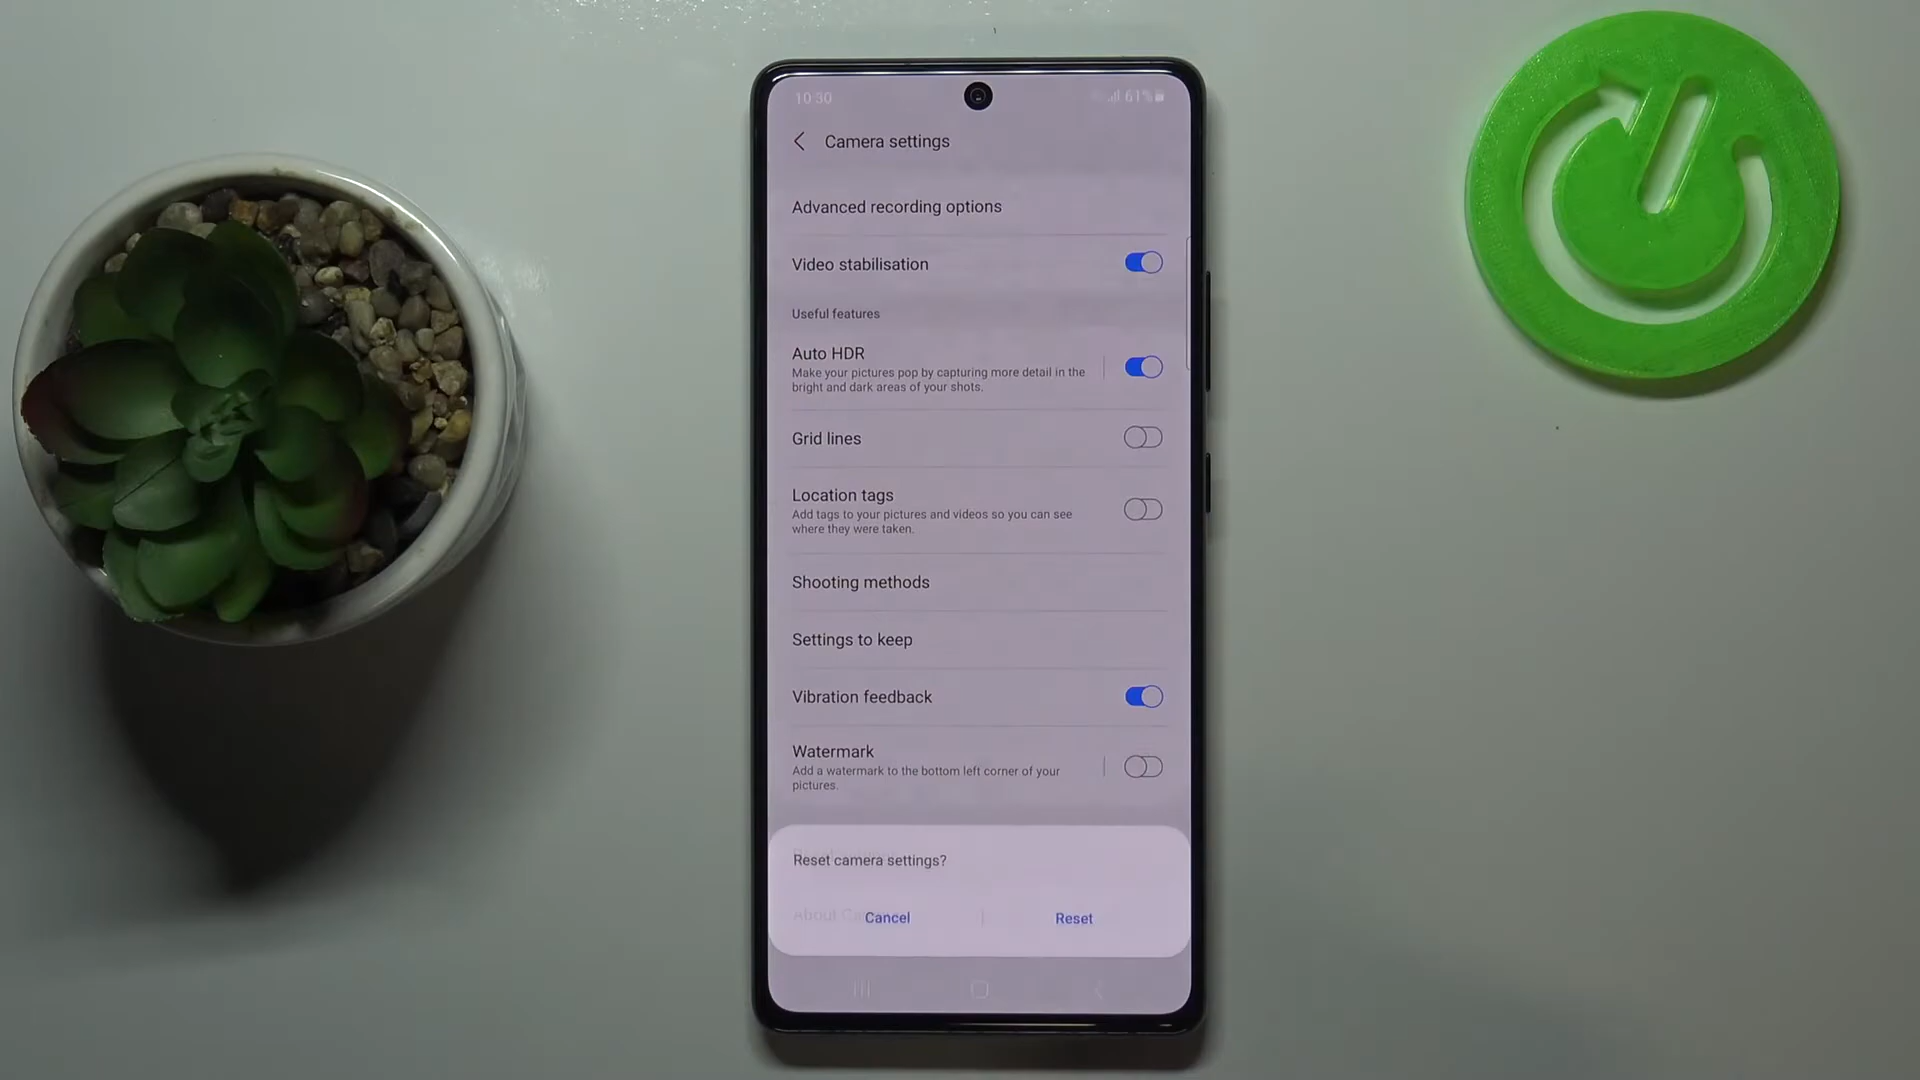 10:30
61%
Camera settings
Advanced recording options
Video stabilisation
Useful features
Auto HDR
Make your pictures pop by capturing more detail in the
bright and dark areas of your shots.
Grid lines
Location tags
Add tags to your pictures and videos so you can see
where they were taken.
Shooting methods
Settings to keep
Vibration feedback
Watermark
Add a watermark to the bottom left corner of your
pictures.
Reset camera settings?
About
Cancel
Reset